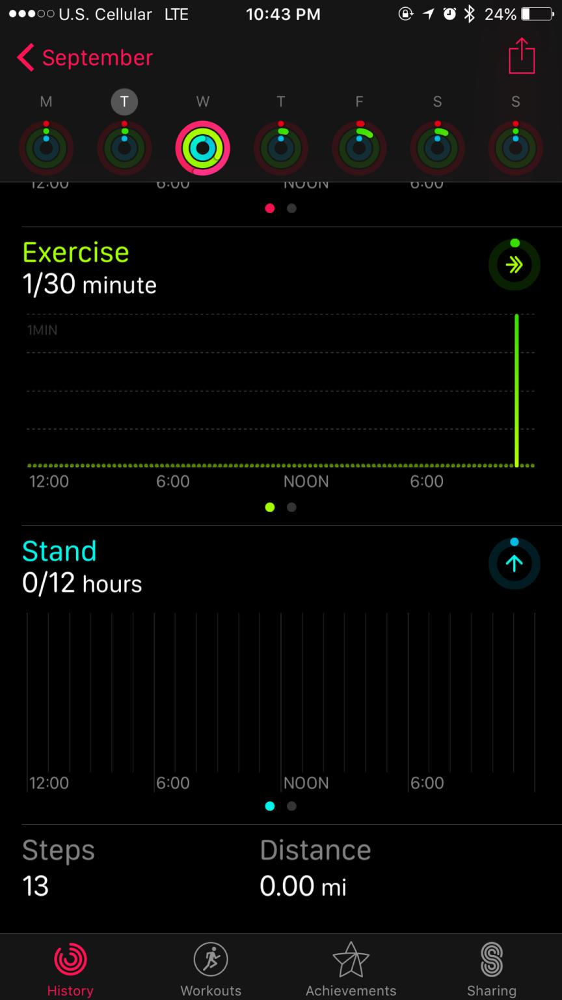 U.S. Cellular LTE 10:43 PM 24%
September
M T W T F S S
12:00 6:00 NOON 6:00
Exercise
1/30 minute
1MIN
12:00 6:00 NOON 6:00
Stand
0/12 hours
12:00 6:00 NOON 6:00
Steps Distance
13 0.00 mi
History Workouts Achievements Sharing